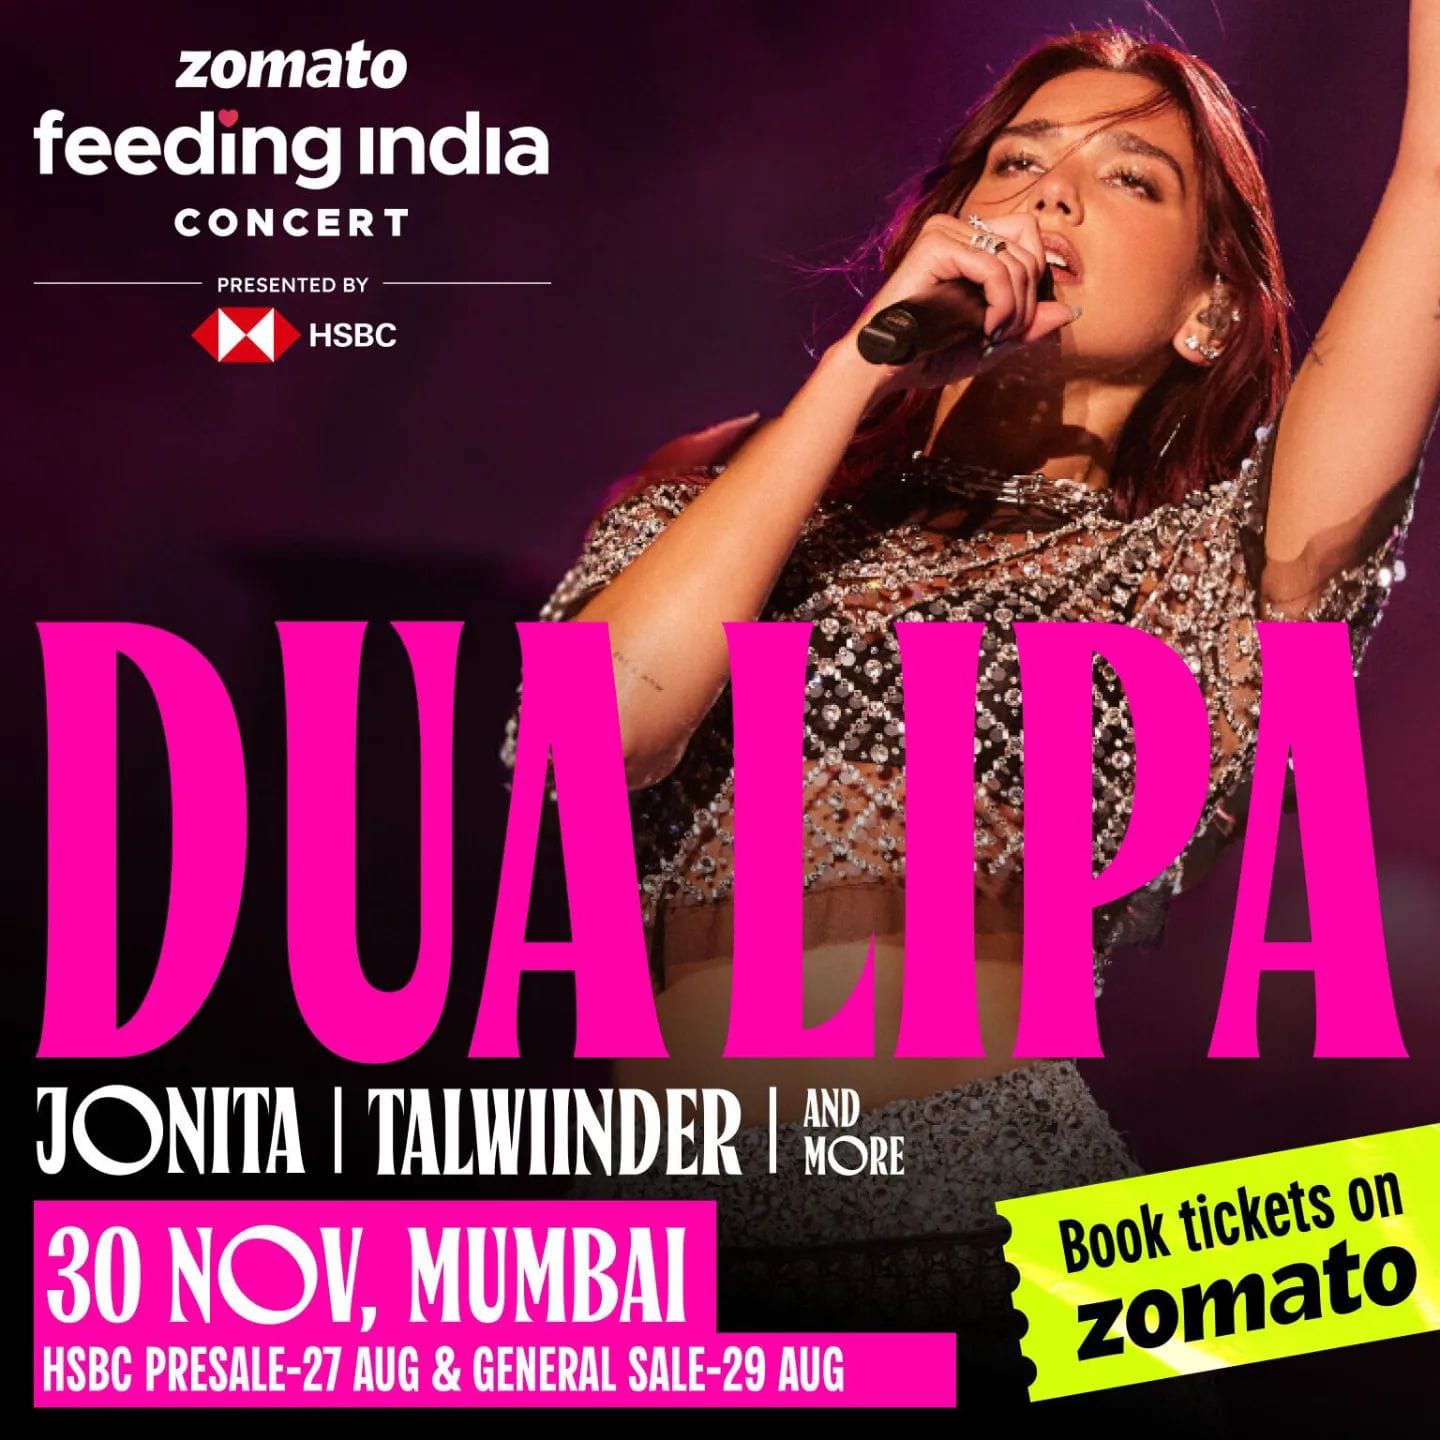 zomato
feeding india
CONCERT
PRESENTED BY
HSBC
DUA LIPA
JONITA | TALWIINDER | AND MORE
30 NOV, MUMBAI
HSBC PRESALE-27 AUG & GENERAL SALE-29 AUG
Book tickets on
zomato